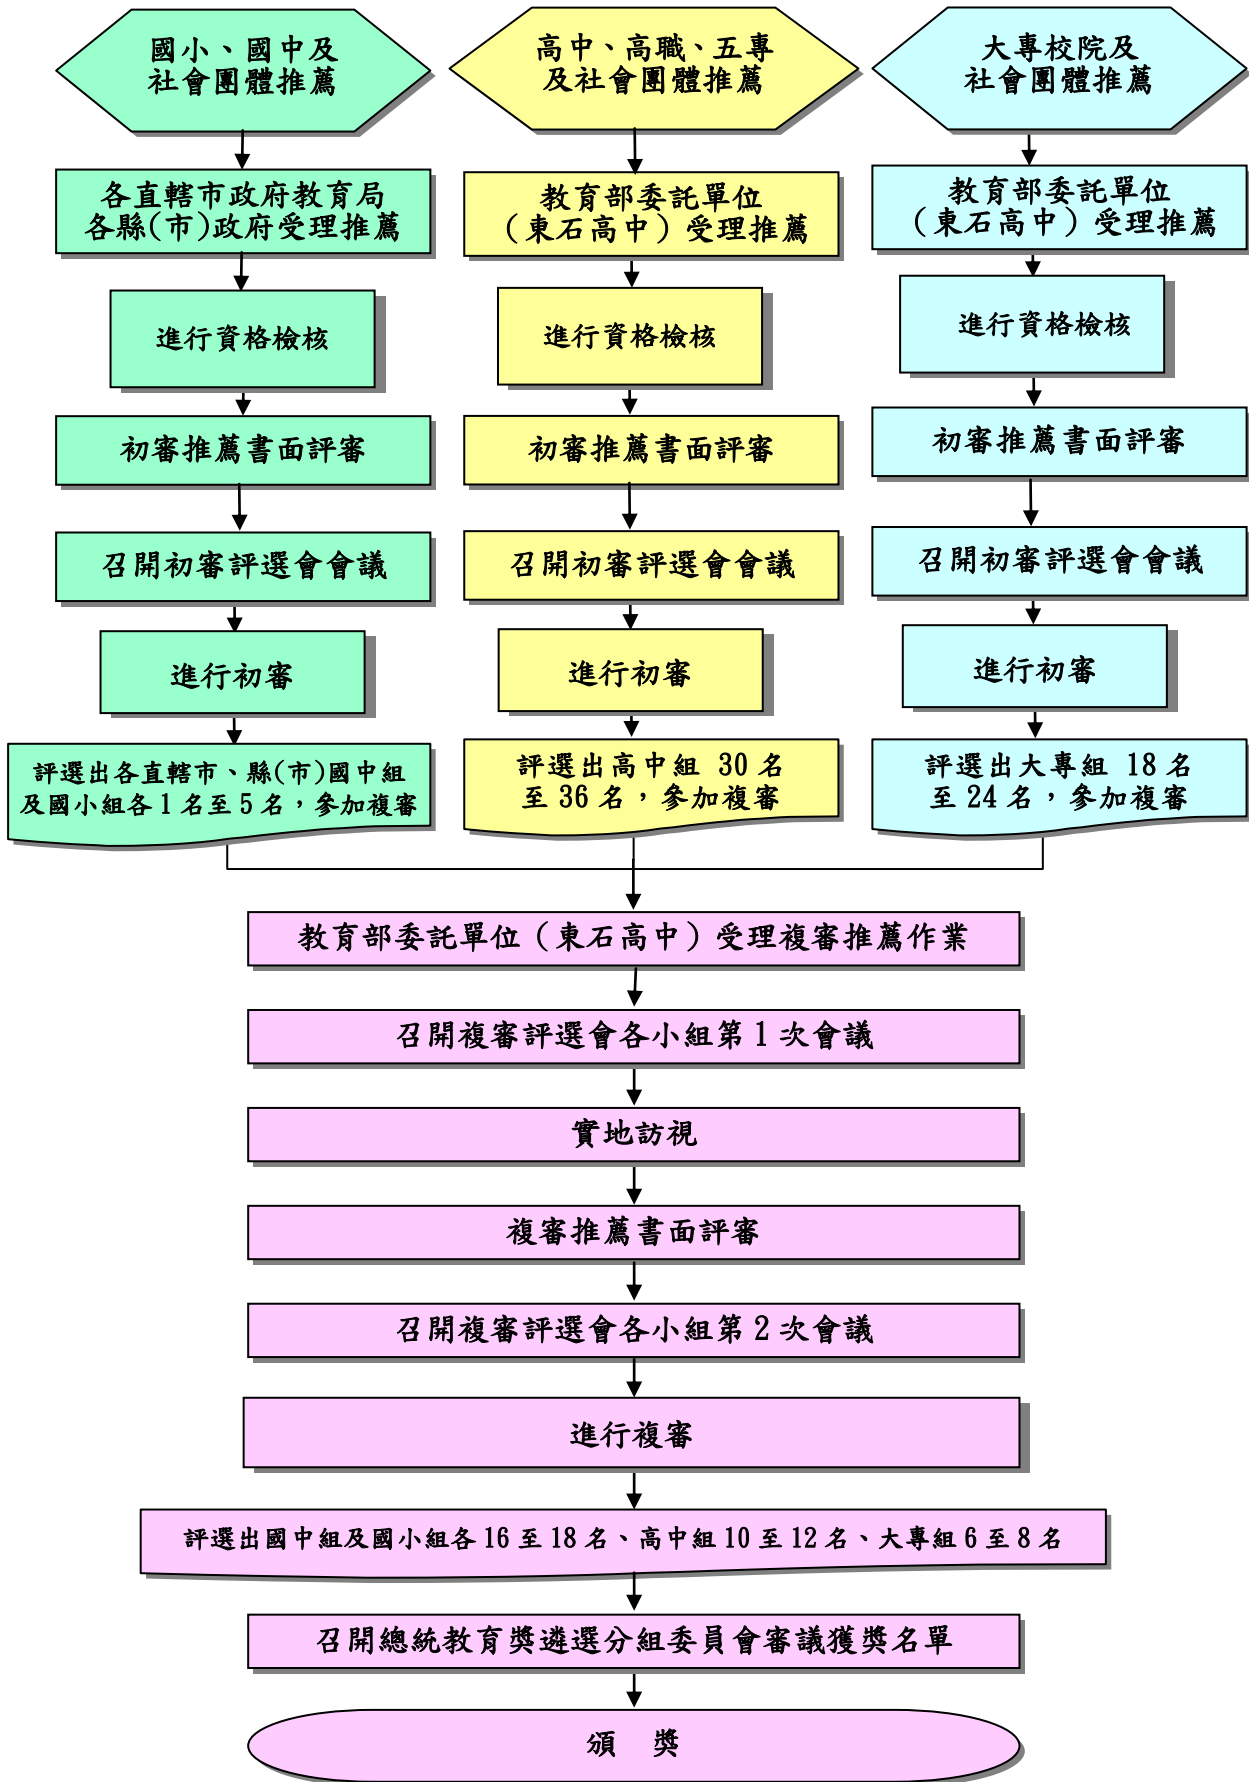 國小、國中及
社會團體推薦
各直轄市政府教育局
各縣(市)政府受理推薦
進行資格檢核
初審推薦書面評審
召開初審評選會會議
進行初審
評選出各直轄市、縣(市)國中組
及國小組各1名至5名，參加複審
高中、高職、五專
及社會團體推薦
教育部委託單位
（東石高中）受理推薦
進行資格檢核
初審推薦書面評審
召開初審評選會會議
進行初審
評選出高中組 30名
至36名，參加複審
大專校院及
社會團體推薦
教育部委託單位
（東石高中）受理推薦
進行資格檢核
初審推薦書面評審
召開初審評選會會議
進行初審
評選出大專組 18名
至24名，參加複審
教育部委託單位（東石高中）受理複審推薦作業
召開複審評選會各小組第1次會議
實地訪視
複審推薦書面評審
召開複審評選會各小組第2次會議
進行複審
評選出國中組及國小組各16至18名、高中組10至12名、大專組6至8名
召開總統教育獎遴選分組委員會審議獲獎名單
頒　獎